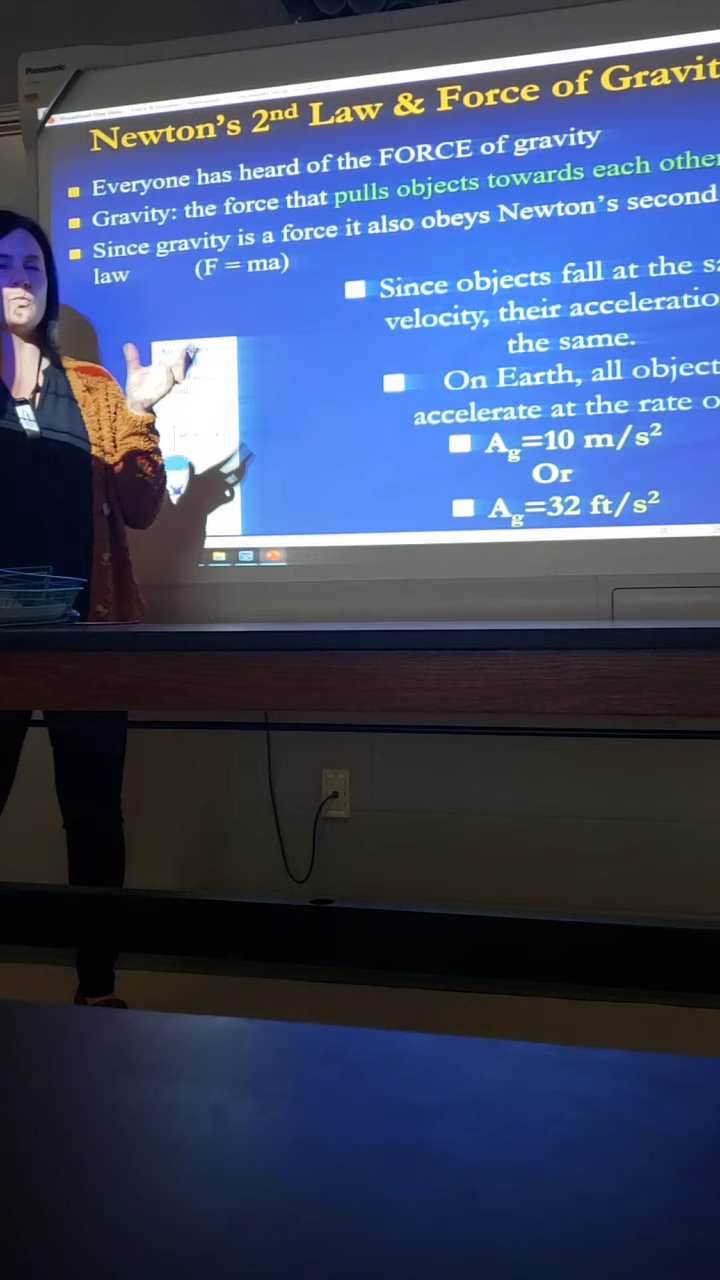 Panasonic
Newton's 2nd Law & Force of Gravit
Everyone has heard of the FORCE of gravity
Gravity: the force that pulls objects towards each other
Since gravity is a force it also obeys Newton's second
law (F = ma)
Since objects fall at the sa
velocity, their acceleratio
the same.
On Earth, all object
accelerate at the rate o
Ag=10 m/s²
Or
Ag=32 ft/s²